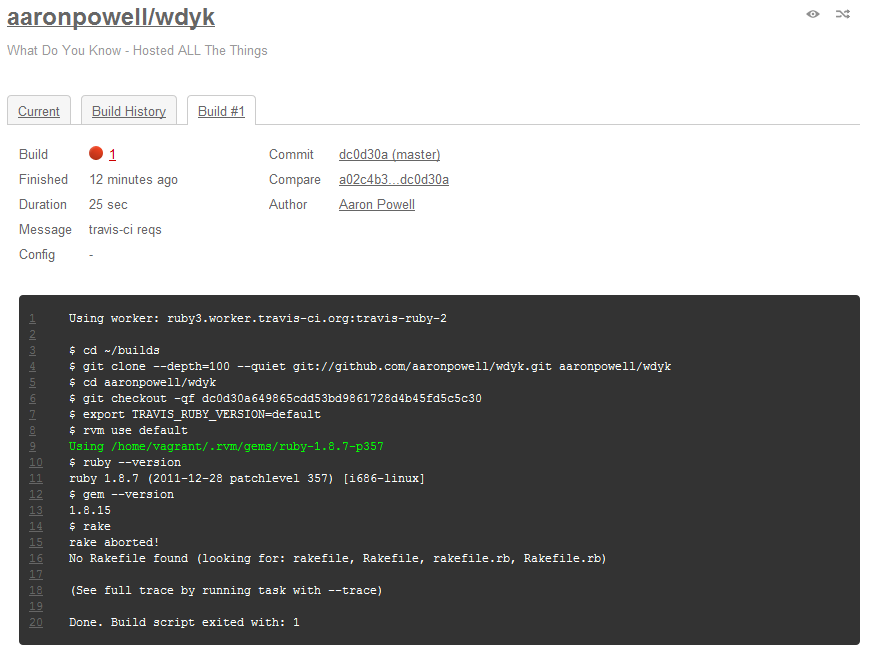 aaronpowell/wdyk
What Do You Know - Hosted ALL The Things
Current Build History Build #1
Build 1 Commit dc0d30a (master)
Finished 12 minutes ago Compare a02c4b3...dc0d30a
Duration 25 sec Author Aaron Powell
Message travis-ci reqs
Config -
1 Using worker: ruby3.worker.travis-ci.org:travis-ruby-2
2
3 $ cd ~/builds
4 $ git clone --depth=100 --quiet git://github.com/aaronpowell/wdyk.git aaronpowell/wdyk
5 $ cd aaronpowell/wdyk
6 $ git checkout -qf dc0d30a649865cdd53bd9861728d4b45fd5c5c30
7 $ export TRAVIS_RUBY_VERSION=default
8 $ rvm use default
9 Using /home/vagrant/.rvm/gems/ruby-1.8.7-p357
10 $ ruby --version
11 ruby 1.8.7 (2011-12-28 patchlevel 357) [i686-linux]
12 $ gem --version
13 1.8.15
14 $ rake
15 rake aborted!
16 No Rakefile found (looking for: rakefile, Rakefile, rakefile.rb, Rakefile.rb)
17
18 (See full trace by running task with --trace)
19
20 Done. Build script exited with: 1